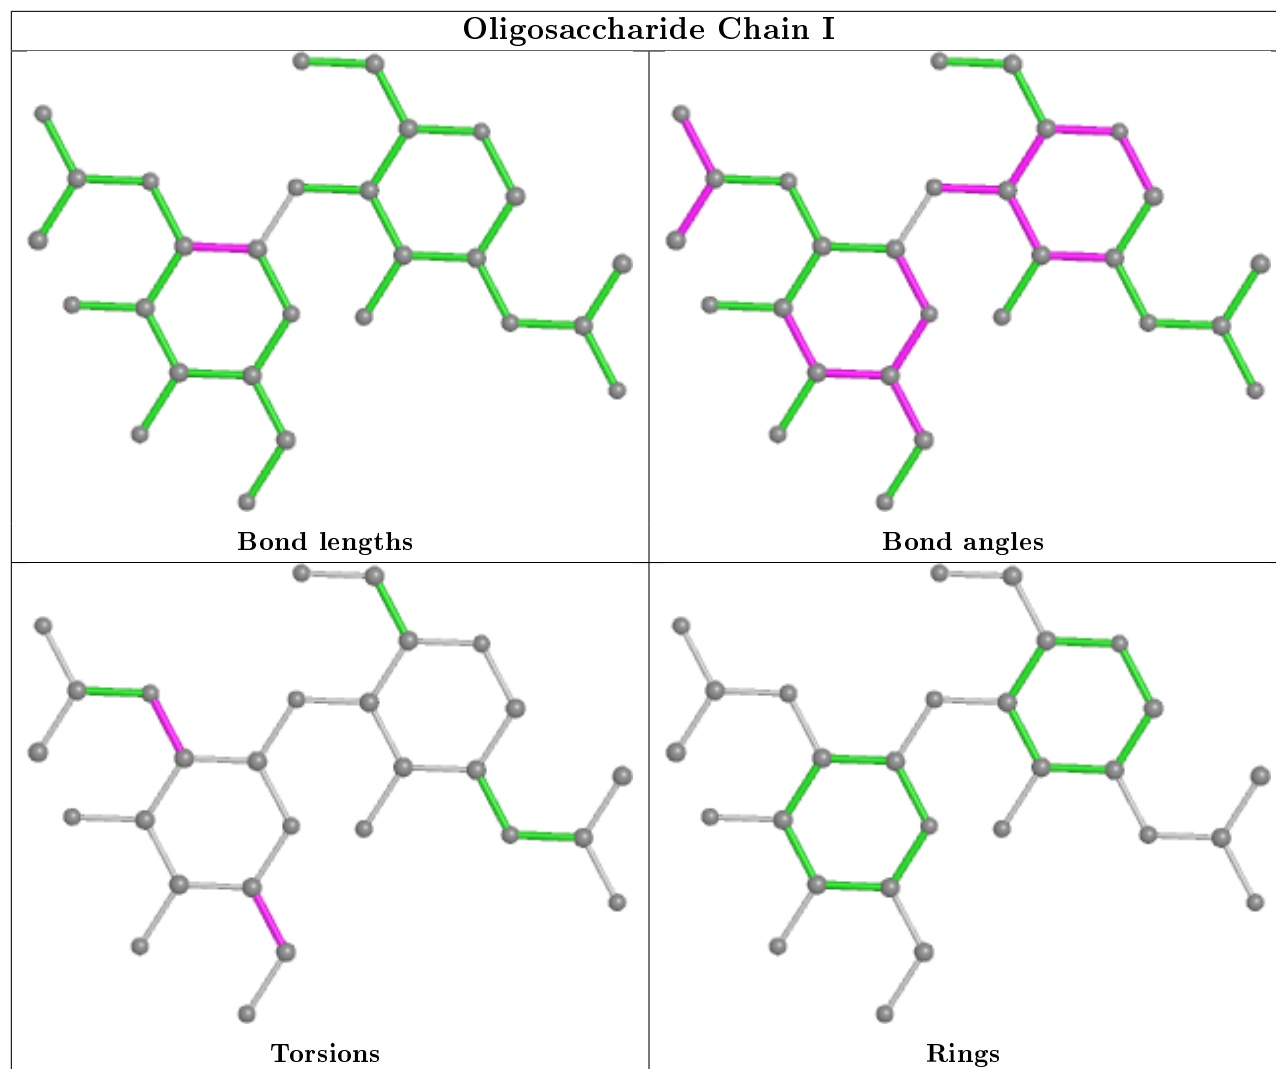 Oligosaccharide Chain I
Bond lengths
Bond angles
Torsions
Rings